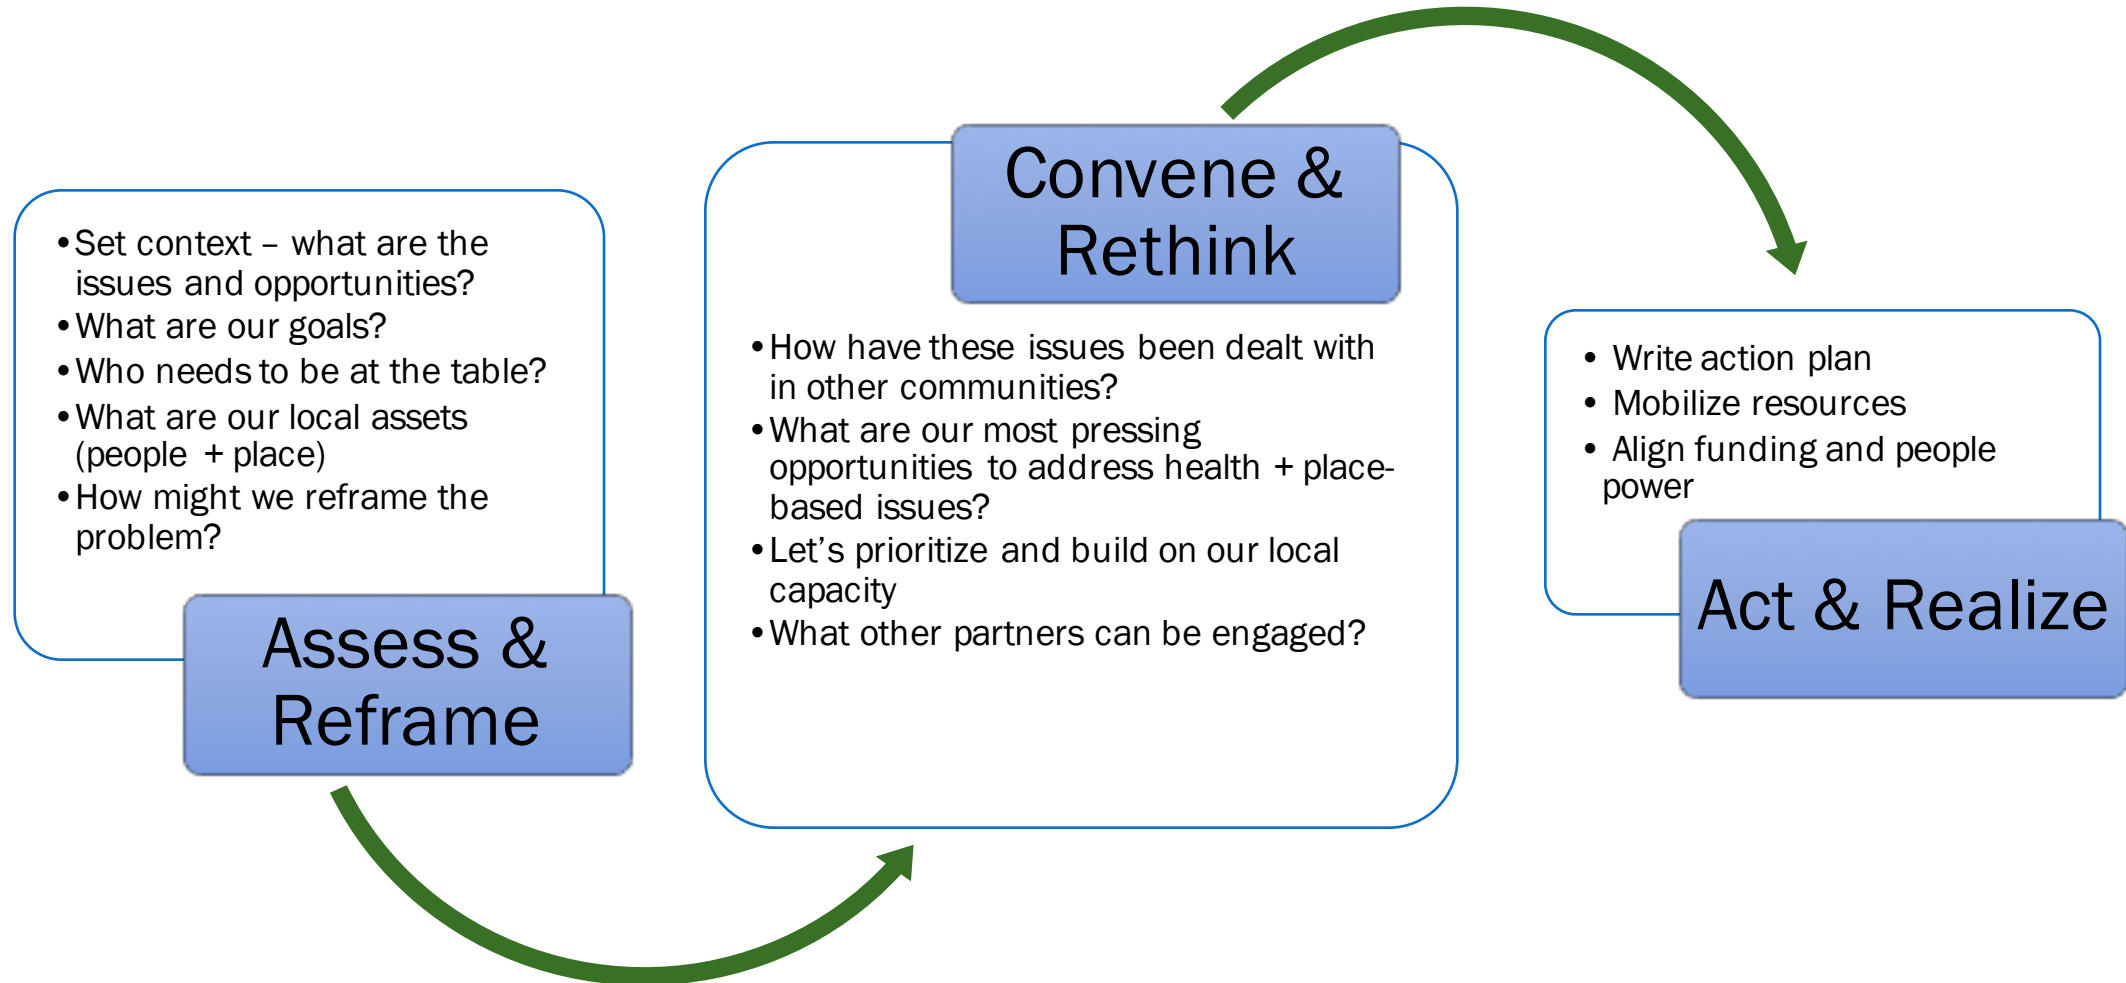 •Set context – what are the
issues and opportunities?
•What are our goals?
•Who needs to be at the table?
•What are our local assets
(people + place)
•How might we reframe the
problem?
Assess &
Reframe
Convene &
Rethink
•How have these issues been dealt with
in other communities?
•What are our most pressing
opportunities to address health + place-
based issues?
•Let’s prioritize and build on our local
capacity
•What other partners can be engaged?
• Write action plan
• Mobilize resources
• Align funding and people
power
Act & Realize